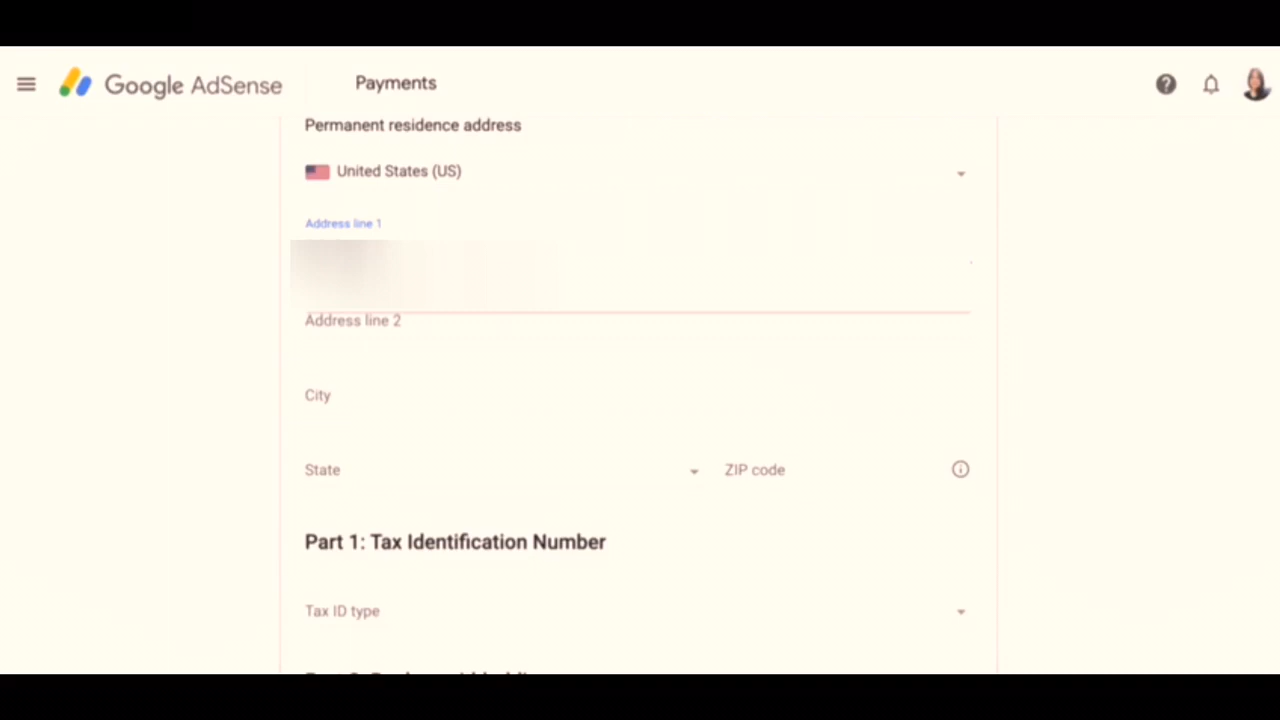 Google AdSense
Payments
Permanent residence address
United States (US)
Address line 1
Address line 2
City
State
ZIP code
Part 1: Tax Identification Number
Tax ID type